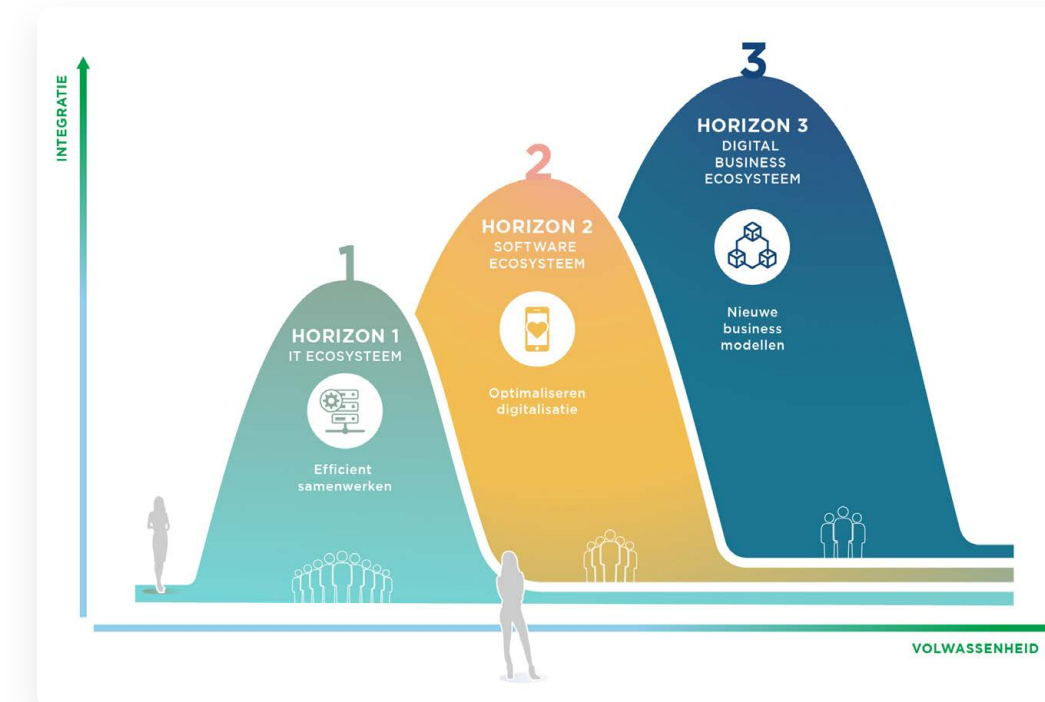 INTEGRATIE
1
HORIZON 1
IT ECOSYSTEEM
Efficient
samenwerken
2
HORIZON 2
SOFTWARE
ECOSYSTEEM
Optimaliseren
digitalisatie
3
HORIZON 3
DIGITAL
BUSINESS
ECOSYSTEEM
Nieuwe
business
modellen
VOLWASSENHEID